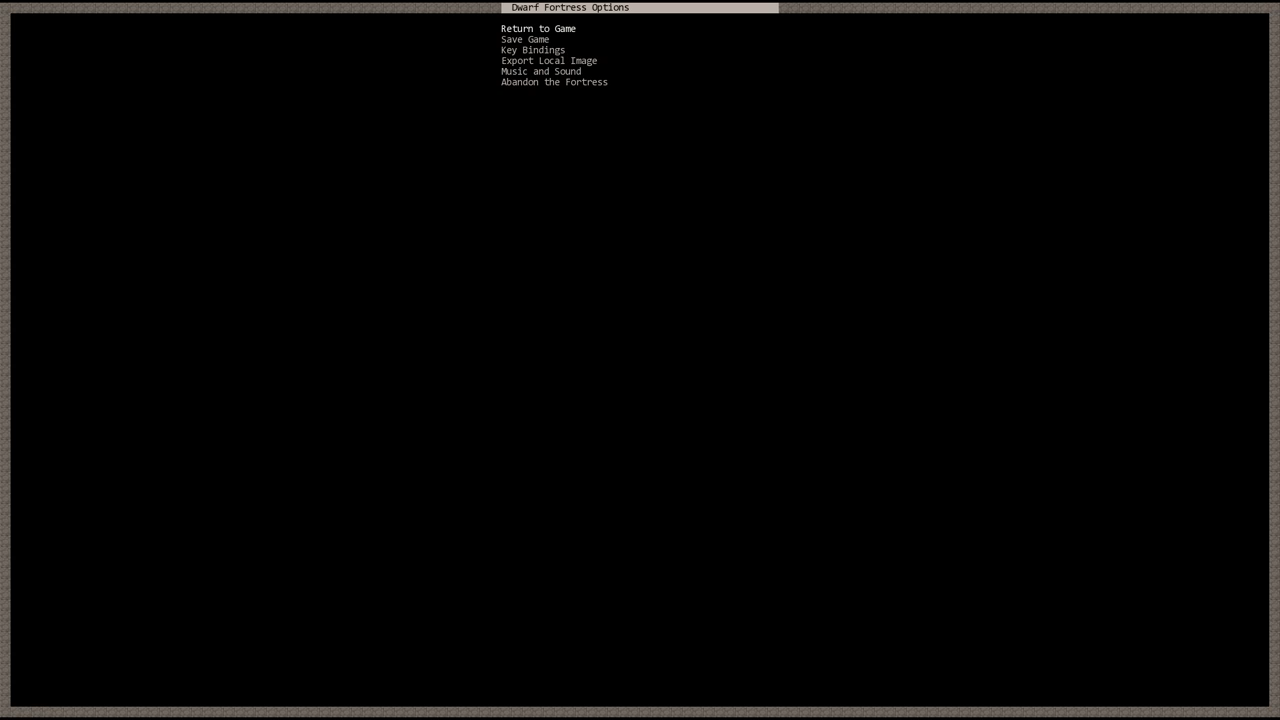 Dwarf Fortress Options
Return to Game
Save Game
Key Bindings
Export Local Image
Music and Sound
Abandon the Fortress